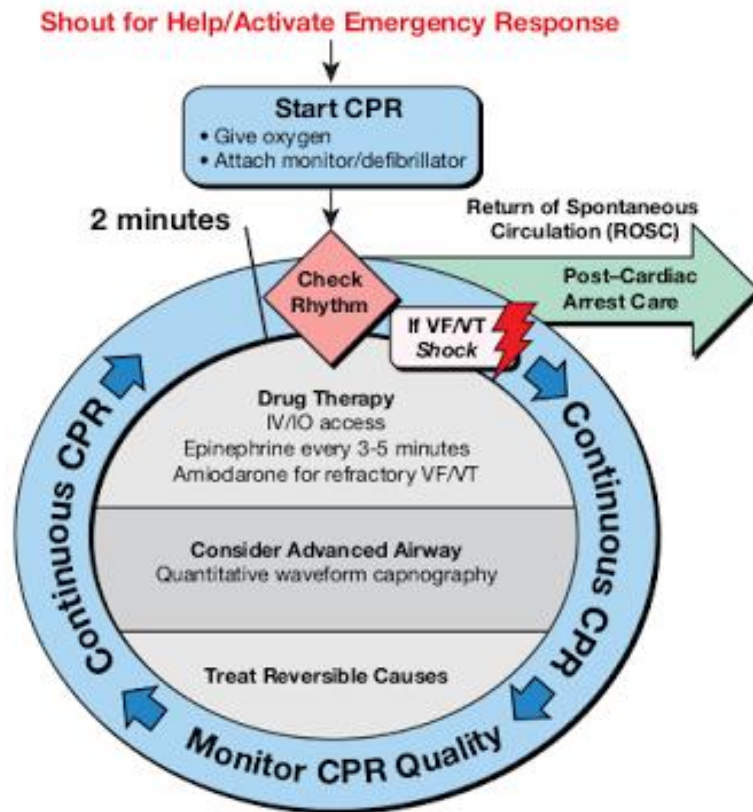 Shout for Help/Activate Emergency Response
Start CPR
• Give oxygen
• Attach monitor/defibrillator
2 minutes
Return of Spontaneous
Circulation (ROSC)
Check
Rhythm
Post–Cardiac
Arrest Care
If VF/VT
Shock
Drug Therapy
IV/IO access
Epinephrine every 3-5 minutes
Amiodarone for refractory VF/VT
Consider Advanced Airway
Quantitative waveform capnography
Treat Reversible Causes
Continuous CPR
Continuous CPR
Monitor CPR Quality